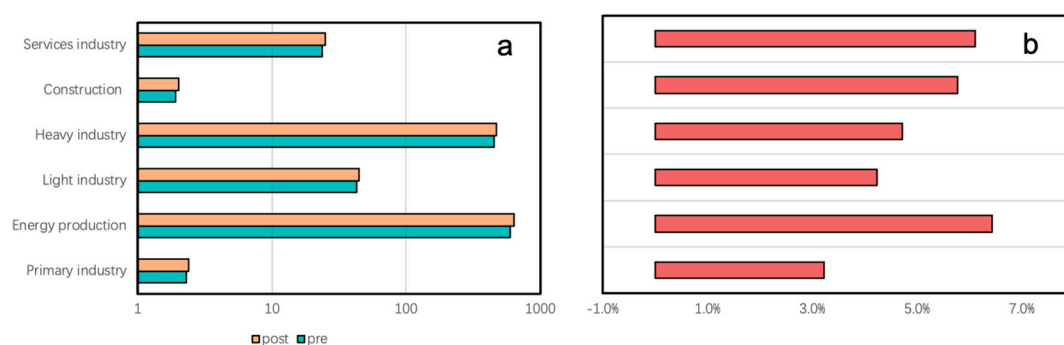 Services industry
Construction
Heavy industry
Light industry
Energy production
Primary industry
a
1 10 100 1000
post pre
b
-1.0% 1.0% 3.0% 5.0% 7.0%